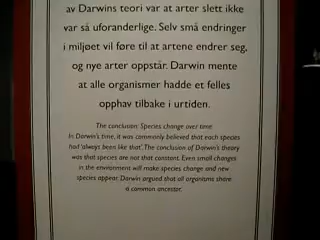 av Darwins teori var at arter slett ikke
var så uforanderlige. Selv små endringer
i miljøet vil føre til at artene endrer seg,
og nye arter oppstår. Darwin mente
at alle organismer hadde et felles
opphav tilbake i urtiden.
The conclusion: Species change over time
In Darwin's time, it was commonly believed that each species
had 'always been like that'. The conclusion of Darwin's theory
was that species are not that constant. Even small changes
in the environment will make species change and new
species appear. Darwin argued that all organisms share
a common ancestor.